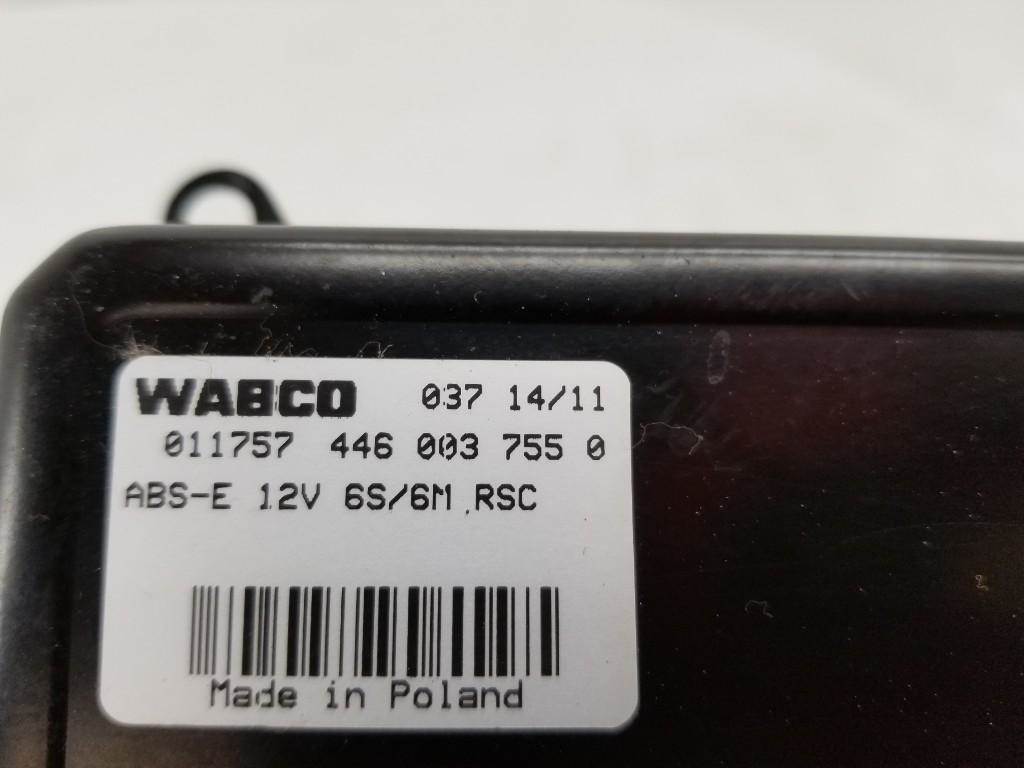 WABCO 037 14/11
011757 446 003 755 0
ABS-E 12V 6S/6M RSC
Made in Poland